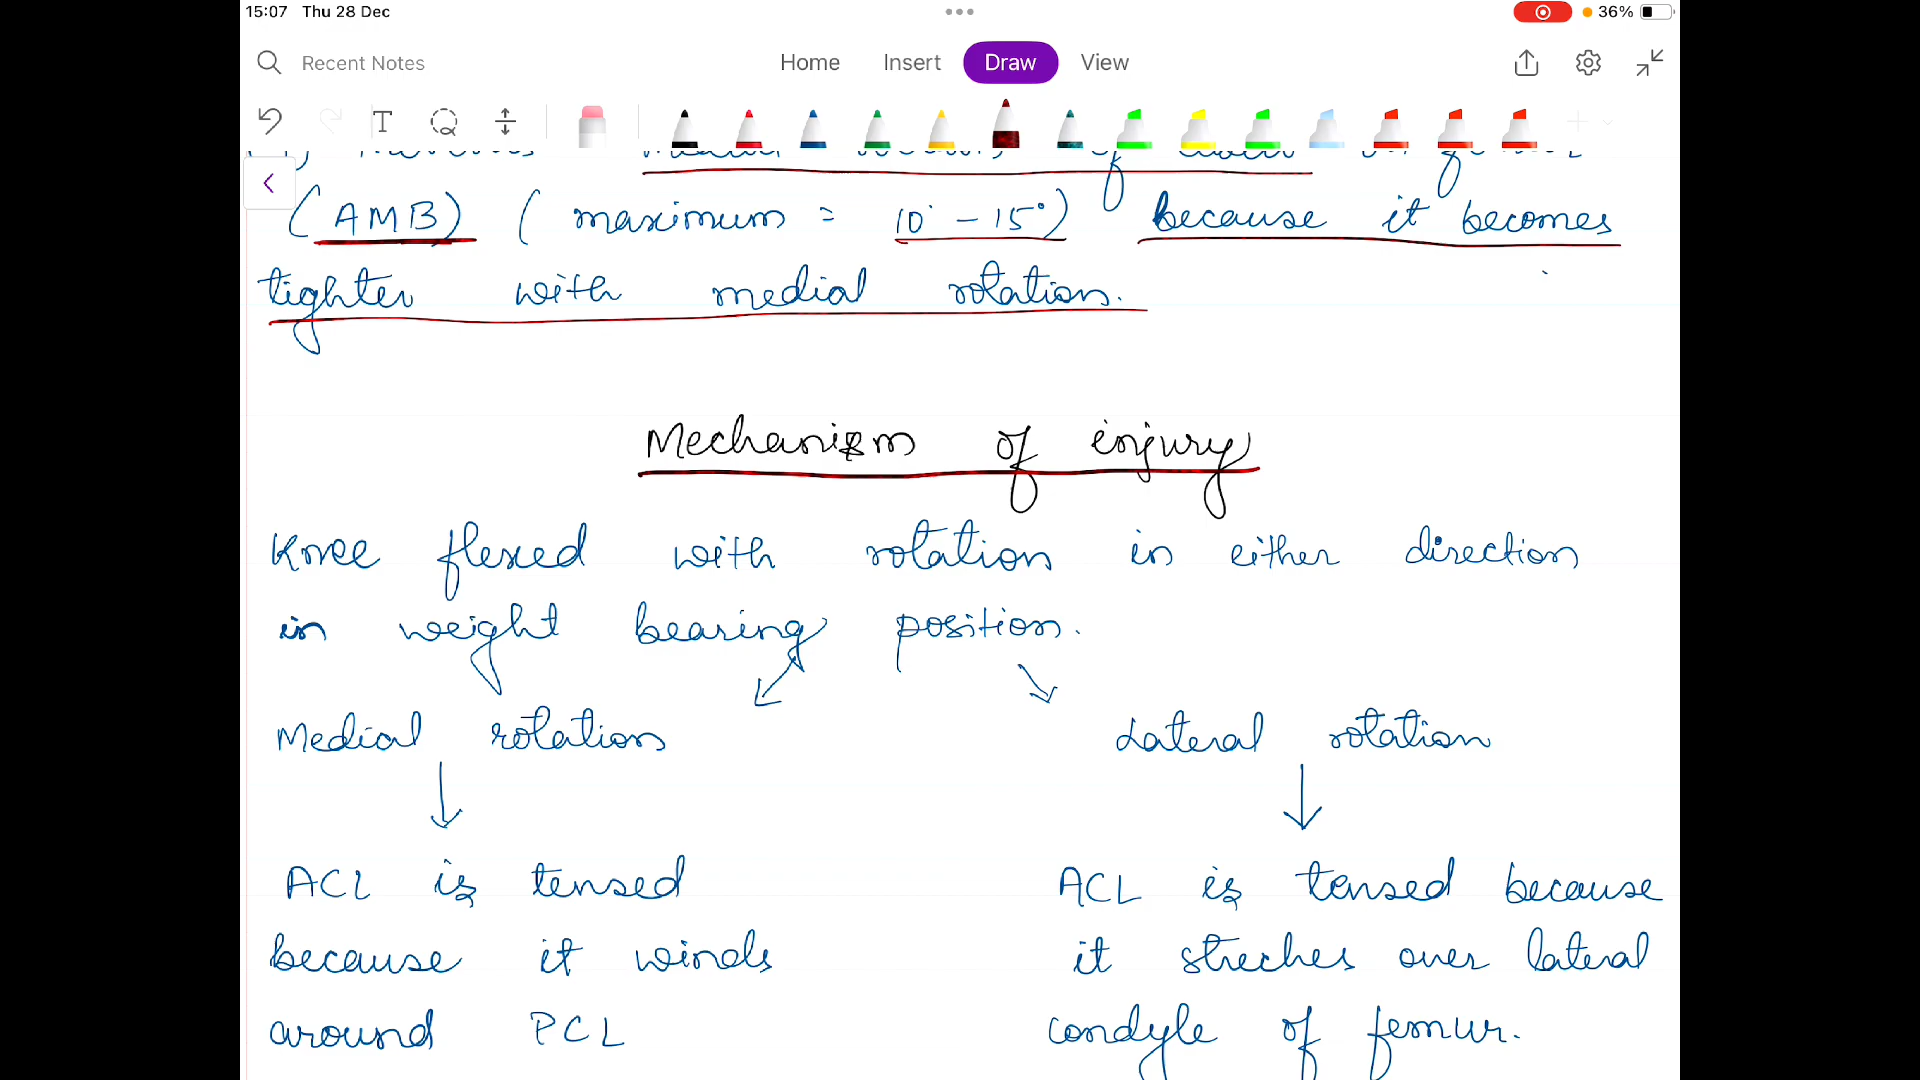 15:07 Thu 28 Dec
36%
Recent Notes
Home Insert Draw View
T
medial of
(AMB) (maximum = 10° - 15°) because it becomes
tighter with medial rotation.
Mechanism of injury
Knee flexed with rotation in either direction
in weight bearing position.
Medial rotation
Lateral rotation
ACL is tensed
because it winds
around PCL
ACL is tensed because
it streches over lateral
condyle of femur.